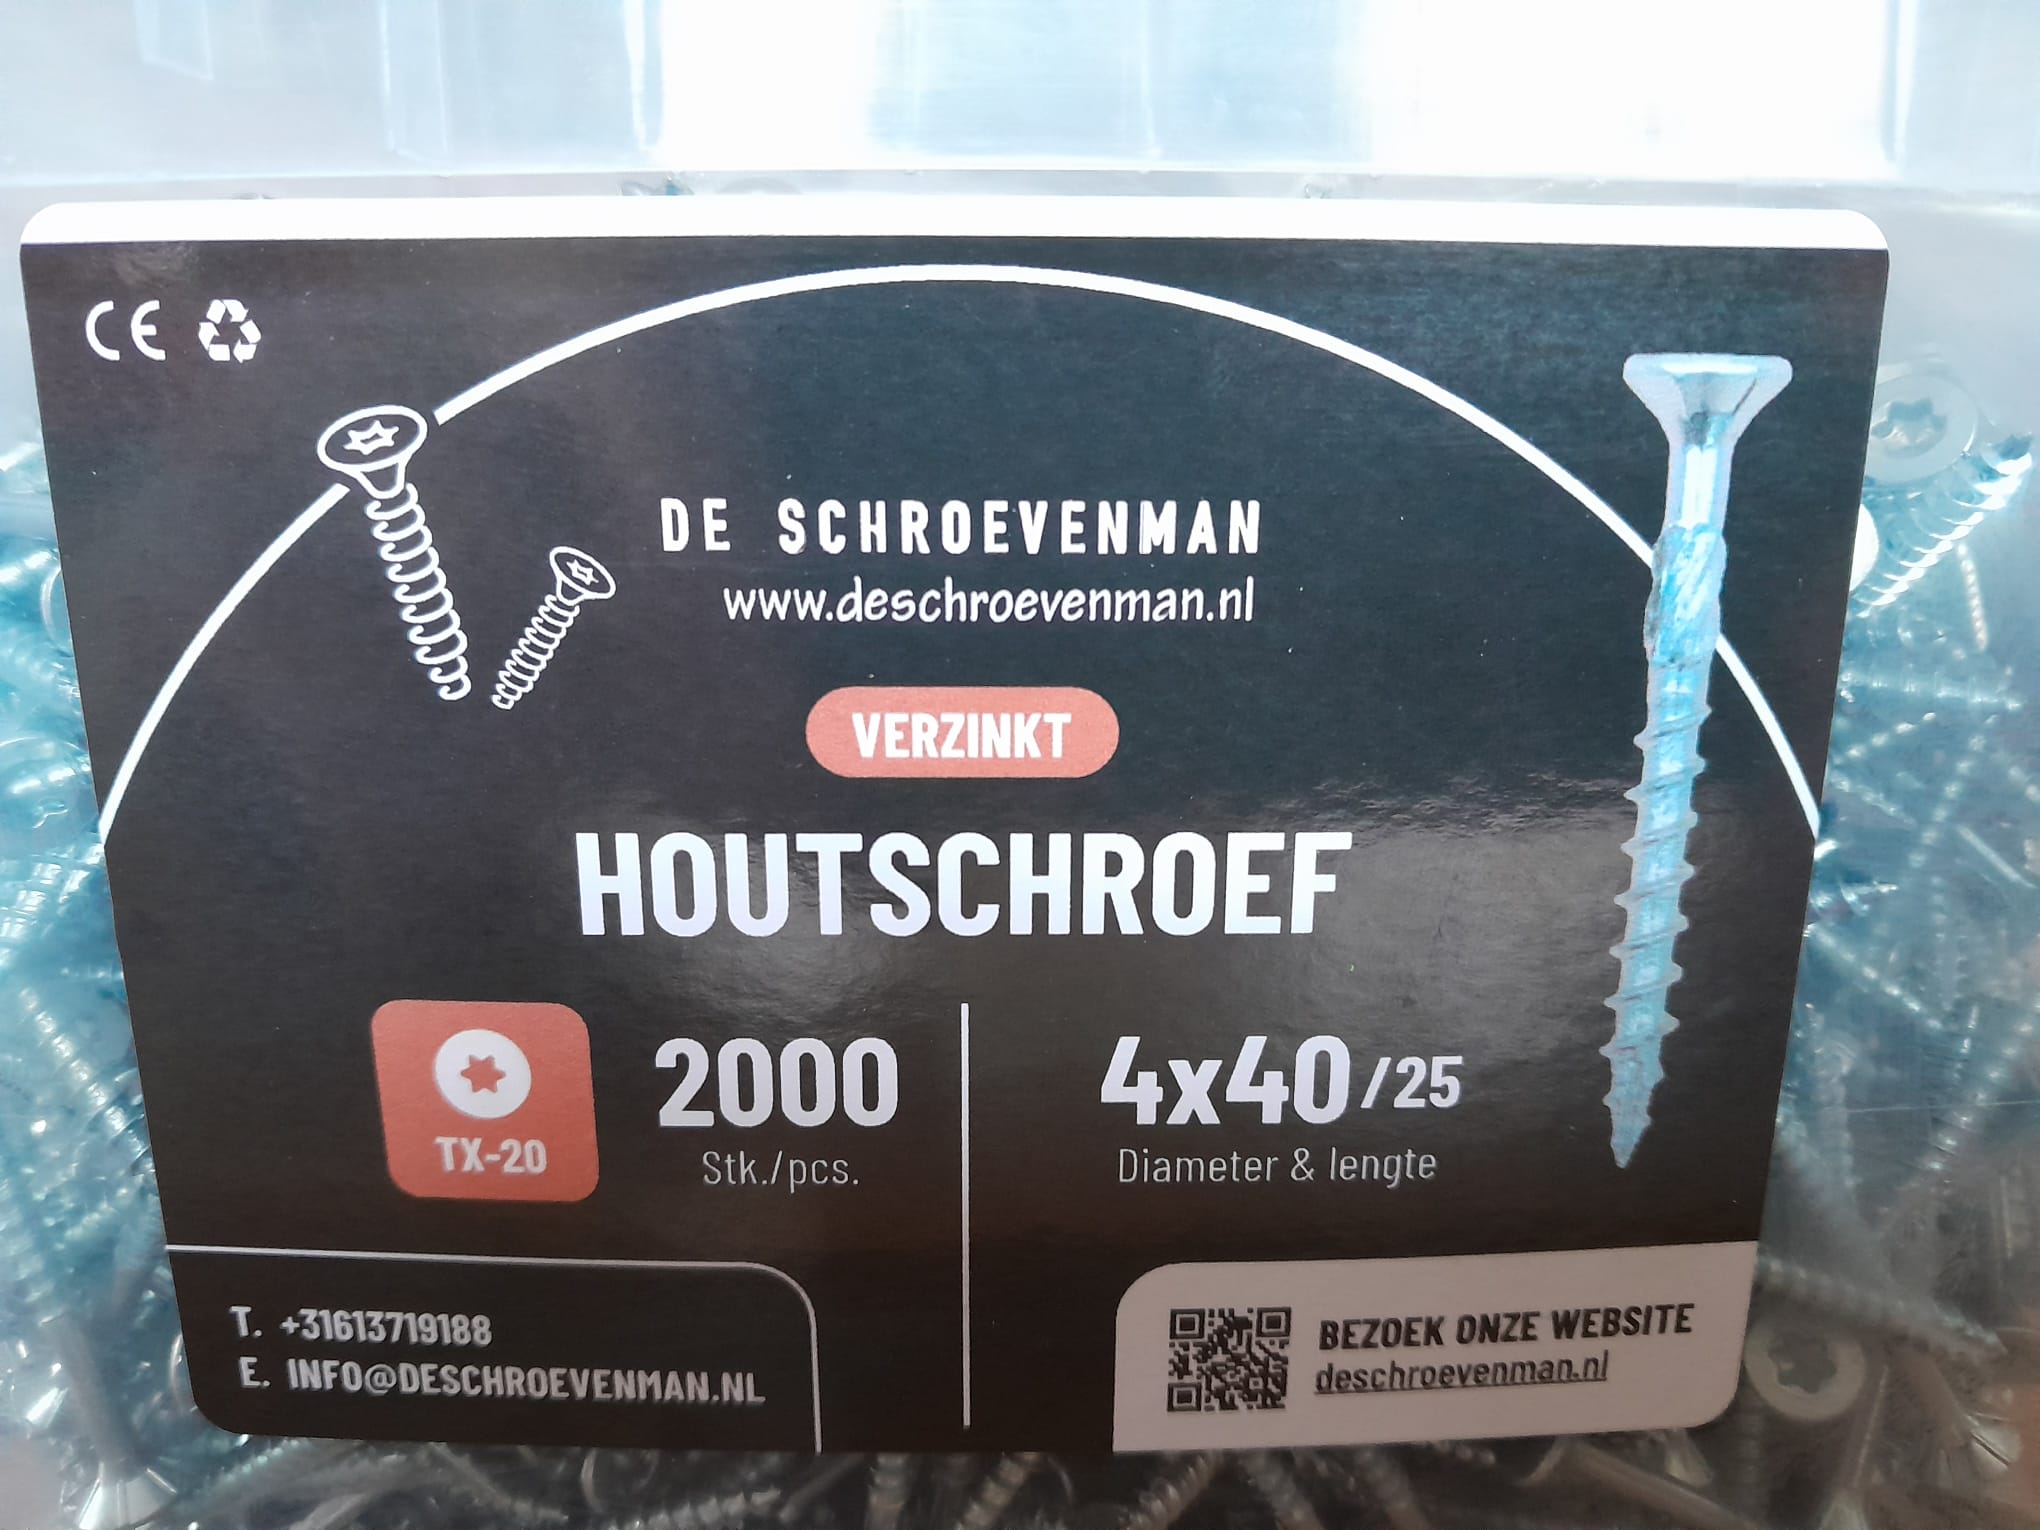 CE
DE SCHROEVENMAN
www.deschroevenman.nl
VERZINKT
HOUTSCHROEF
TX-20
2000
Stk./pcs.
4x40/25
Diameter & lengte
T. +31613719188
E. INFO@DESCHROEVENMAN.NL
BEZOEK ONZE WEBSITE
deschroevenman.nl